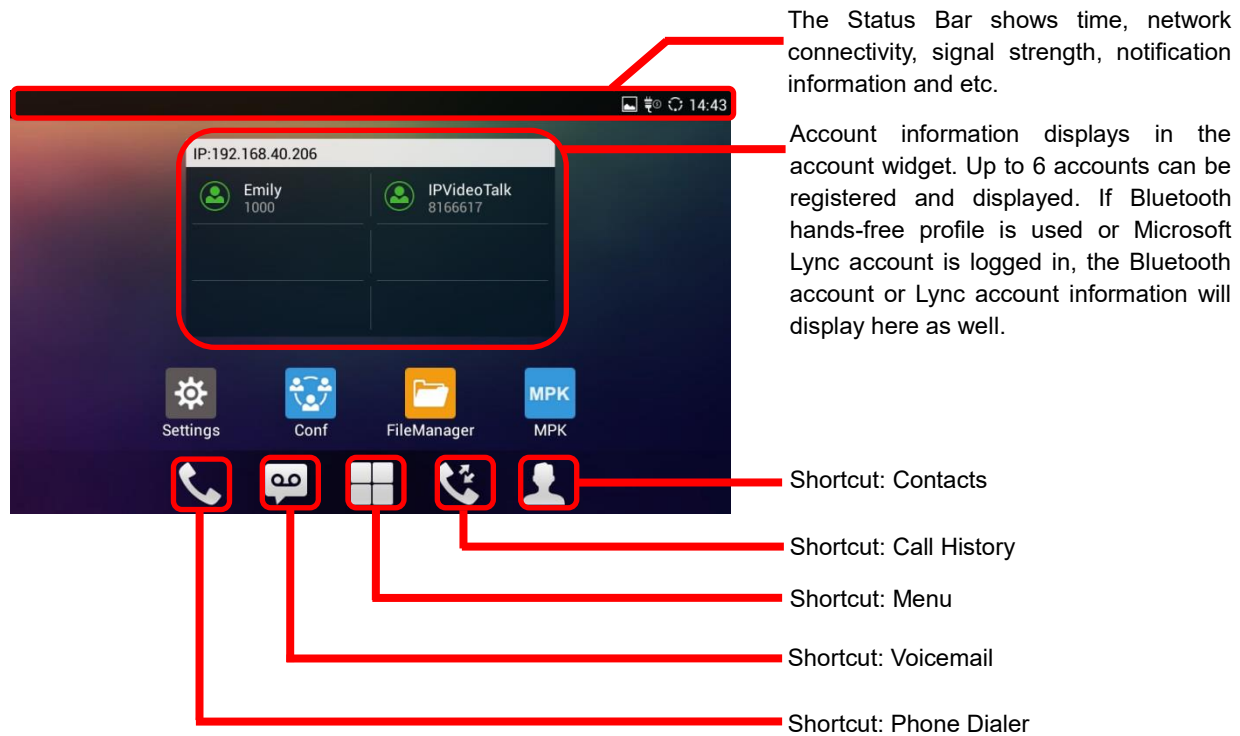 The Status Bar shows time, network
connectivity, signal strength, notification
information and etc.
14:43
Account information displays in the
account widget. Up to 6 accounts can be
registered and displayed. If Bluetooth
hands-free profile is used or Microsoft
Lync account is logged in, the Bluetooth
account or Lync account information will
display here as well.
IP:192.168.40.206
Emily
1000
IPVideoTalk
8166617
MPK
Settings
Conf
FileManager
MPK
Shortcut: Contacts
Shortcut: Call History
Shortcut: Menu
Shortcut: Voicemail
Shortcut: Phone Dialer